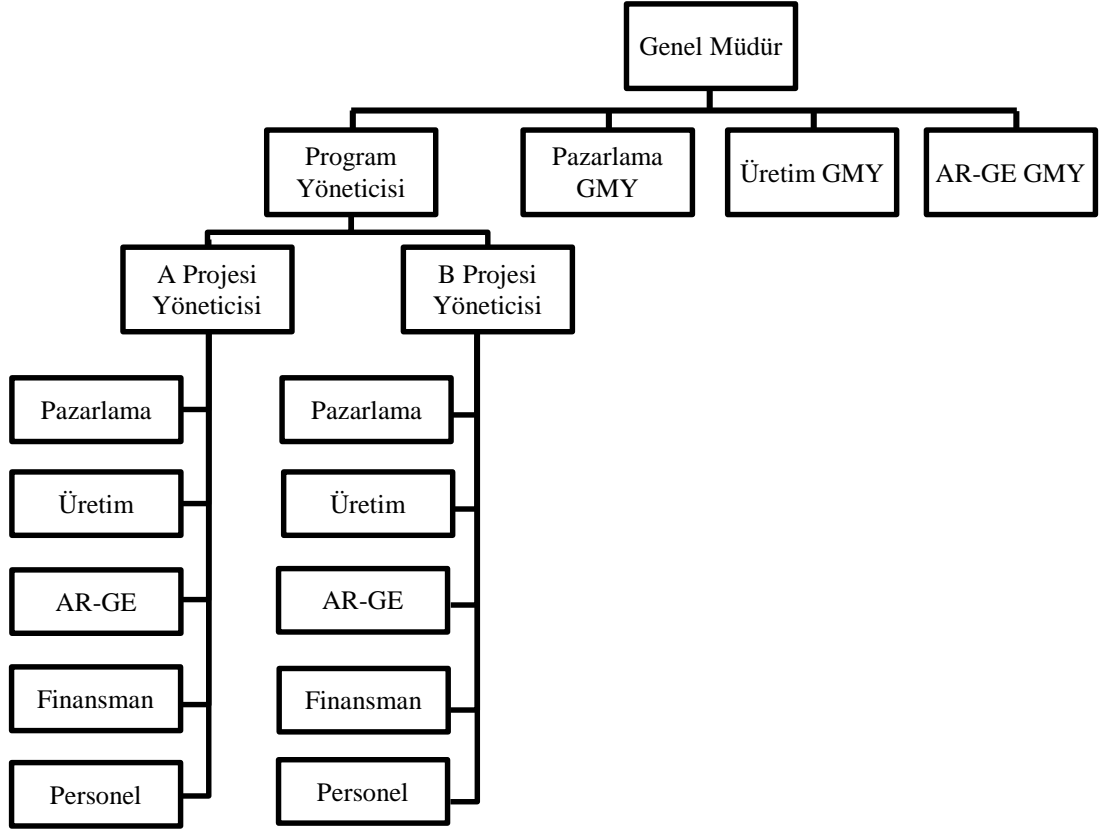 Genel Müdür
Program
Yöneticisi
Pazarlama
GMY
Üretim GMY
AR-GE GMY
A Projesi
Yöneticisi
B Projesi
Yöneticisi
Pazarlama
Üretim
AR-GE
Finansman
Personel
Pazarlama
Üretim
AR-GE
Finansman
Personel